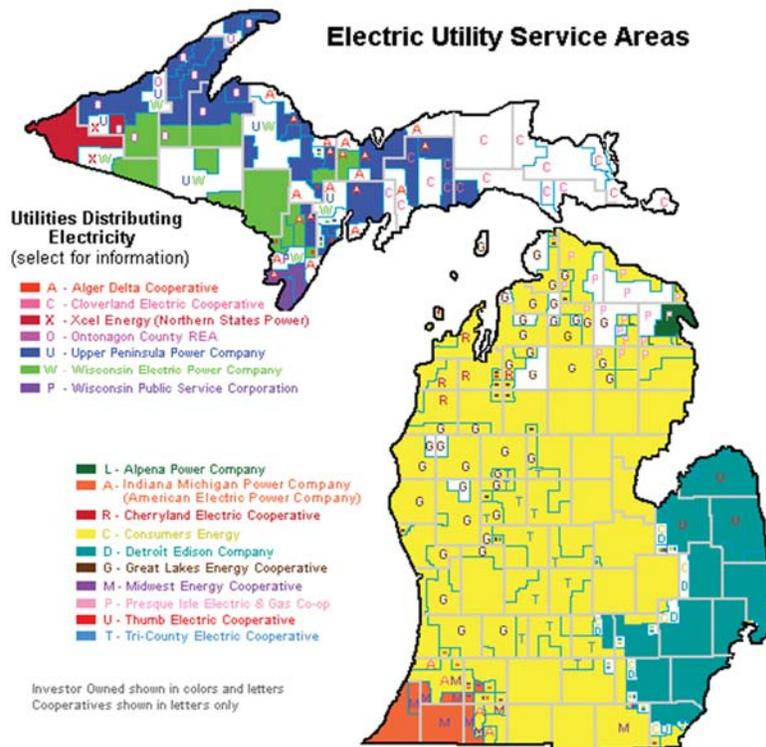 Electric Utility Service Areas
Utilities Distributing
Electricity
(select for information)
A - Alger Delta Cooperative
C - Cloverland Electric Cooperative
X - Xcel Energy (Northern States Power)
O - Ontonagon County REA
U - Upper Peninsula Power Company
W - Wisconsin Electric Power Company
P - Wisconsin Public Service Corporation
L - Alpena Power Company
A - Indiana Michigan Power Company
(American Electric Power Company)
R - Cherryland Electric Cooperative
C - Consumers Energy
D - Detroit Edison Company
G - Great Lakes Energy Cooperative
M - Midwest Energy Cooperative
P - Presque Isle Electric & Gas Co-op
U - Thumb Electric Cooperative
T - Tri-County Electric Cooperative
Investor Owned shown in colors and letters
Cooperatives shown in letters only